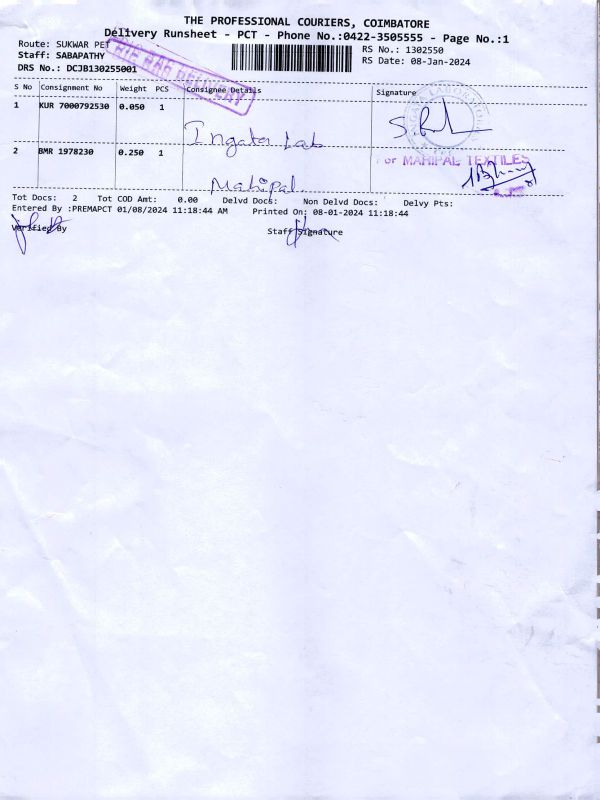 THE PROFESSIONAL COURIERS, COIMBATORE
Delivery Runsheet - PCT - Phone No.:0422-3505555 - Page No.:1
Route: SUKWAR PET
RS No.: 1302550
Staff: SABAPATHY
RS Date: 08-Jan-2024
DRS No.: DCJB130255001
DELIVERY
S No Consignment No Weight PCS Consignee Details Signature
1 KUR 7000792530 0.050 1
Ingata Lab
2 BMR 1978230 0.250 1
For MAHIPAL TEXTILES
Mahipal
Tot Docs: 2 Tot COD Amt: 0.00 Delvd Docs: Non Delvd Docs: Delvy Pts:
Entered By :PREMAPCT 01/08/2024 11:18:44 AM Printed On: 08-01-2024 11:18:44
Verified By
Staff Signature